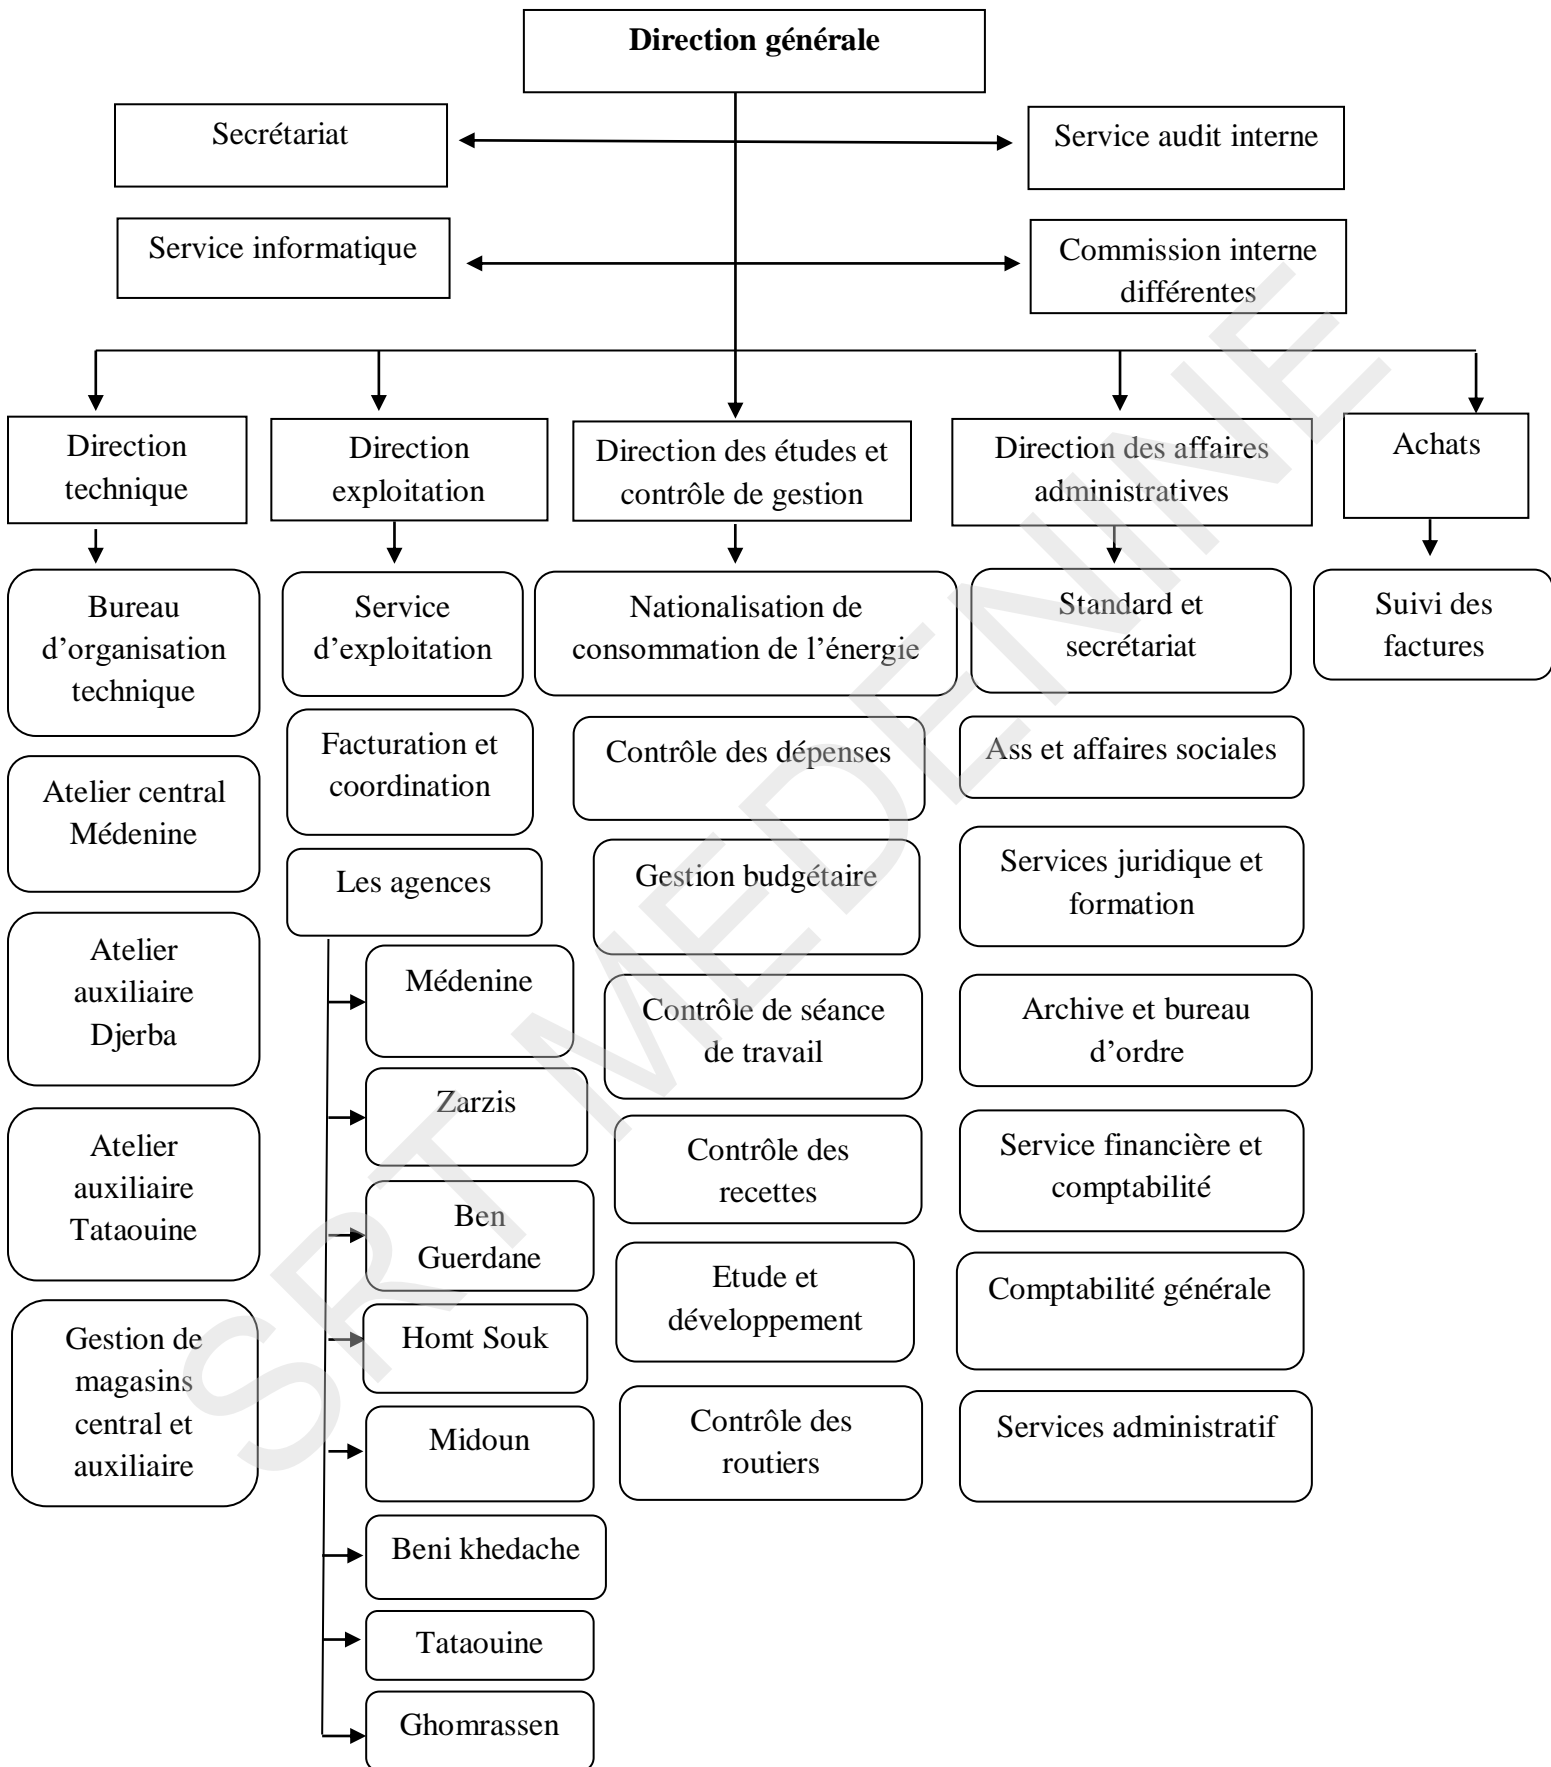 Direction générale
Secrétariat
Service audit interne
Service informatique
Commission interne
différentes
Direction
technique
Direction
exploitation
Direction des études et
contrôle de gestion
Direction des affaires
administratives
Achats
Bureau
d’organisation
technique
Atelier central
Médenine
Atelier
auxiliaire
Djerba
Atelier
auxiliaire
Tataouine
Gestion de
magasins
central et
auxiliaire
Service
d’exploitation
Facturation et
coordination
Les agences
Médenine
Zarzis
Ben
Guerdane
Homt Souk
Midoun
Beni khedache
Tataouine
Ghomrassen
Nationalisation de
consommation de l’énergie
Contrôle des dépenses
Gestion budgétaire
Contrôle de séance
de travail
Contrôle des
recettes
Etude et
développement
Contrôle des
routiers
Standard et
secrétariat
Ass et affaires sociales
Services juridique et
formation
Archive et bureau
d’ordre
Service financière et
comptabilité
Comptabilité générale
Services administratif
Suivi des
factures
SRT MEDENINE